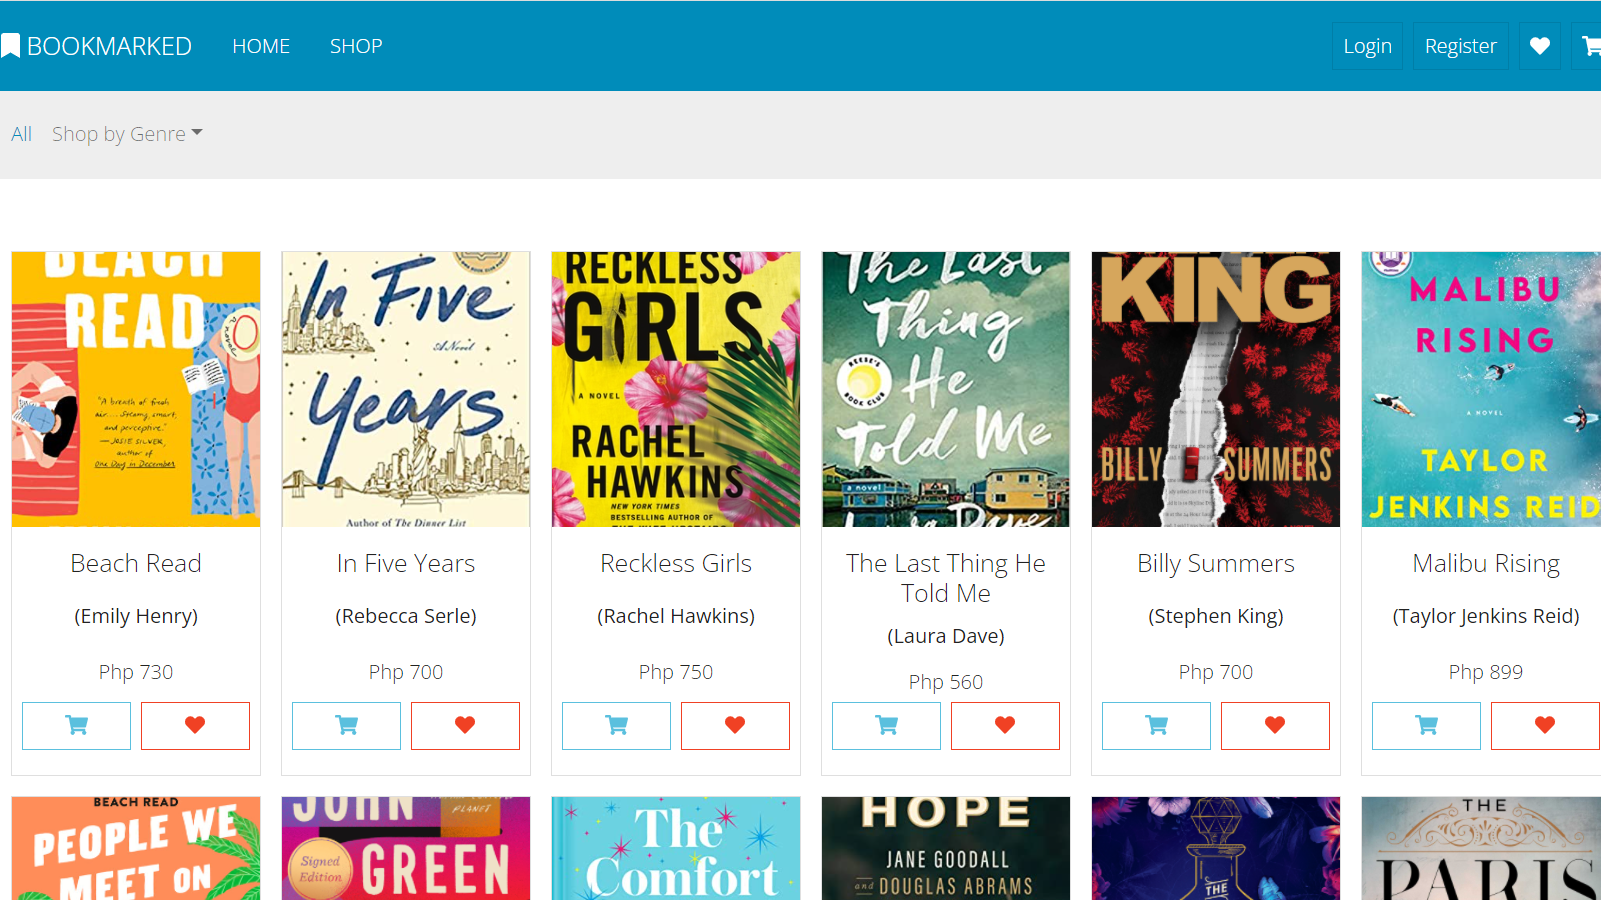 BOOKMARKED
HOME
SHOP
Login
Register
All
Shop by Genre
BEACH
READ
a novel
"A breath of fresh
air.... Steamy, smart,
and perceptive."
— JOSIE SILVER,
author of
One Day in December
In Five
A Novel
Years
Author of The Dinner List
RECKLESS
GIRLS
A NOVEL
RACHEL
HAWKINS
NEW YORK TIMES
BESTSELLING AUTHOR OF
The Last
Thing
He
Told Me
REESE'S
BOOK CLUB
a novel
Laura Dave
KING
BILLY SUMMERS
MALIBU
RISING
A NOVEL
TAYLOR
JENKINS REID
Beach Read
(Emily Henry)
Php 730
In Five Years
(Rebecca Serle)
Php 700
Reckless Girls
(Rachel Hawkins)
Php 750
The Last Thing He
Told Me
(Laura Dave)
Php 560
Billy Summers
(Stephen King)
Php 700
Malibu Rising
(Taylor Jenkins Reid)
Php 899
BEACH READ
PEOPLE WE
MEET ON
JOHN
PLANET
Signed
Edition
GREEN
The
Comfort
HOPE
JANE GOODALL
and DOUGLAS ABRAMS
THE
THE
PARIS